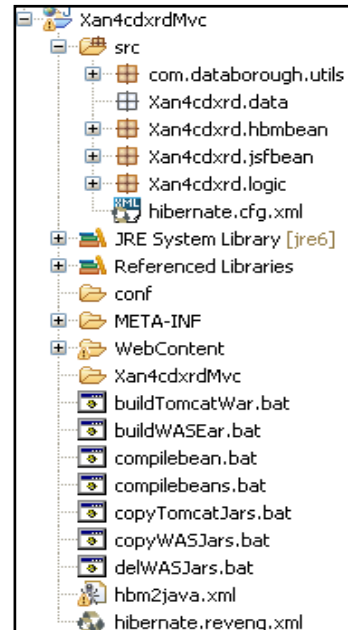 Xan4cdxrdMvc
src
com.databorough.utils
Xan4cdxrd.data
Xan4cdxrd.hbmbean
Xan4cdxrd.jsfbean
Xan4cdxrd.logic
XML hibernate.cfg.xml
JRE System Library [jre6]
Referenced Libraries
conf
META-INF
WebContent
Xan4cdxrdMvc
buildTomcatWar.bat
buildWASEar.bat
compilebean.bat
compilebeans.bat
copyTomcatJars.bat
copyWASJars.bat
delWASJars.bat
hbm2java.xml
hibernate.reveng.xml